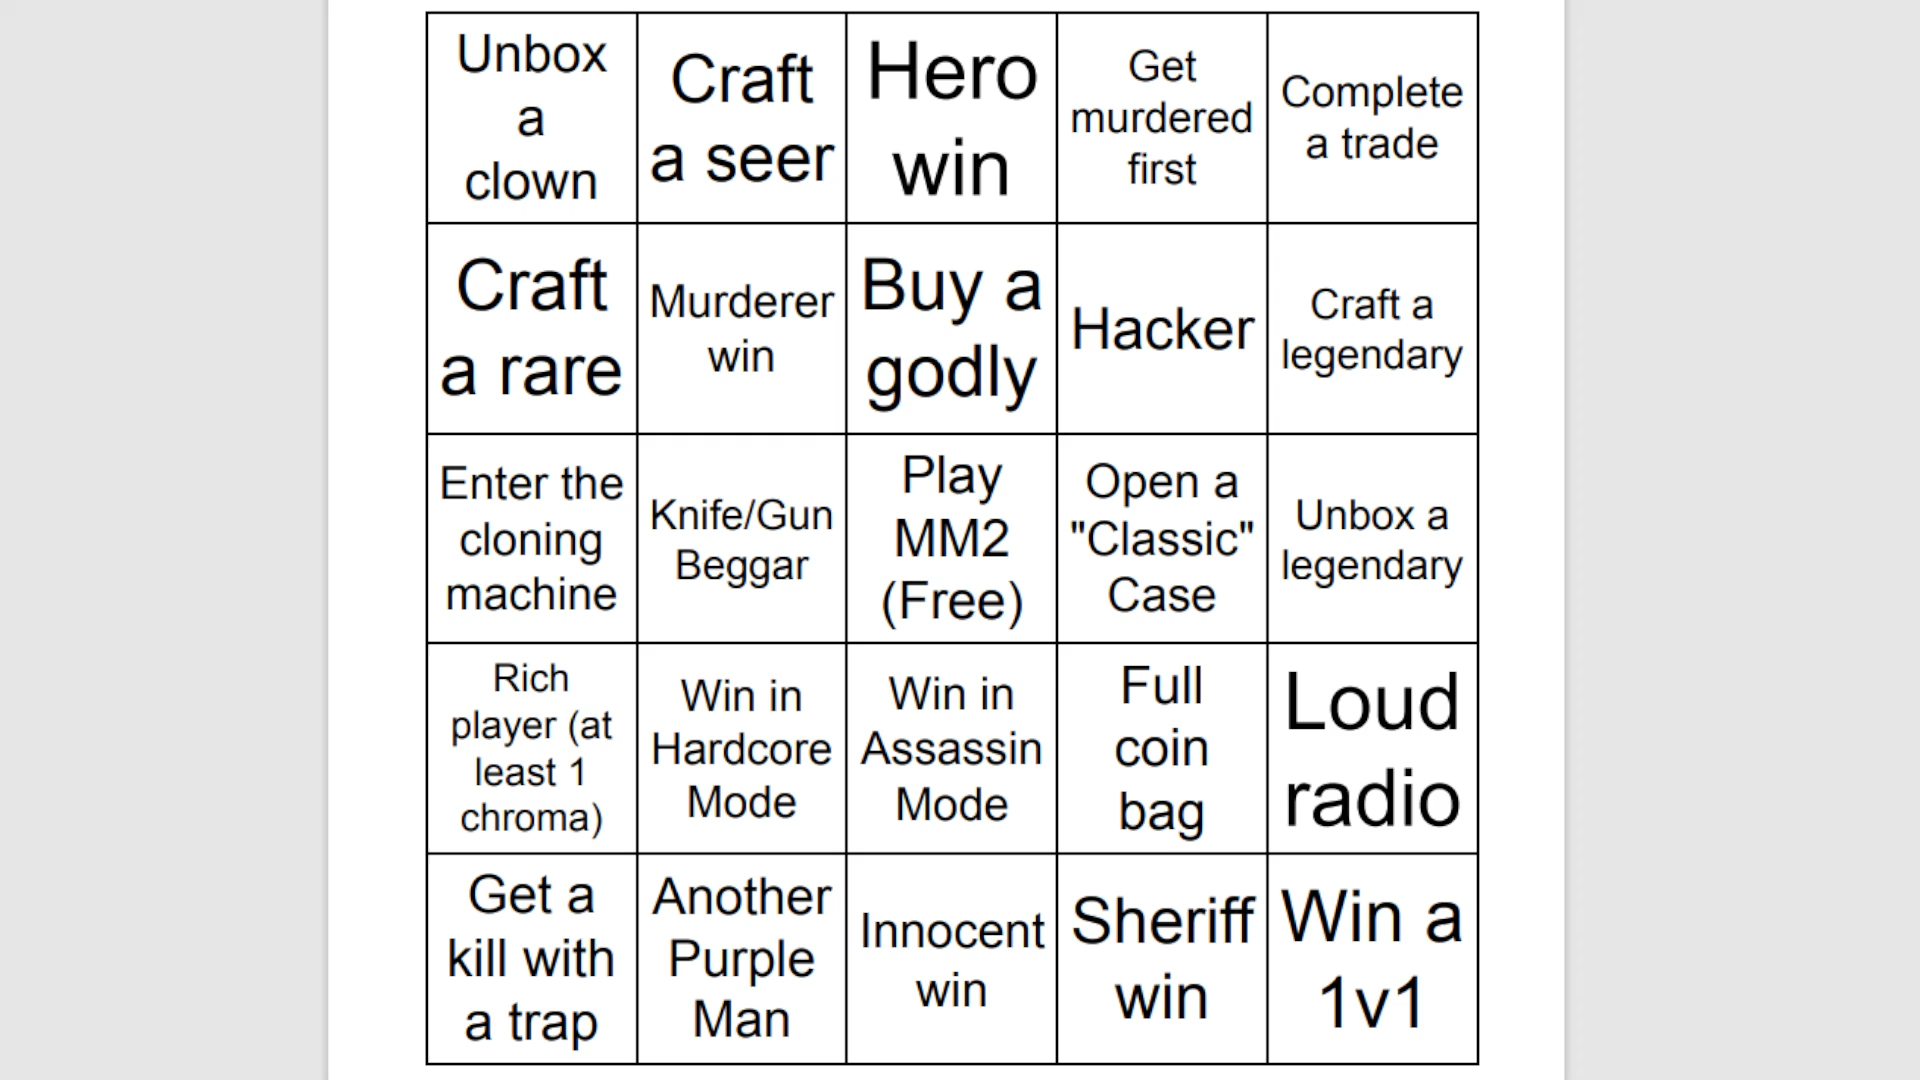 Unbox
a
clown
Craft
a seer
Hero
win
Get
murdered
first
Complete
a trade
Craft
a rare
Murderer
win
Buy a
godly
Hacker
Craft a
legendary
Enter the
cloning
machine
Knife/Gun
Beggar
Play
MM2
(Free)
Open a
"Classic"
Case
Unbox a
legendary
Rich
player (at
least 1
chroma)
Win in
Hardcore
Mode
Win in
Assassin
Mode
Full
coin
bag
Loud
radio
Get a
kill with
a trap
Another
Purple
Man
Innocent
win
Sheriff
win
Win a
1v1